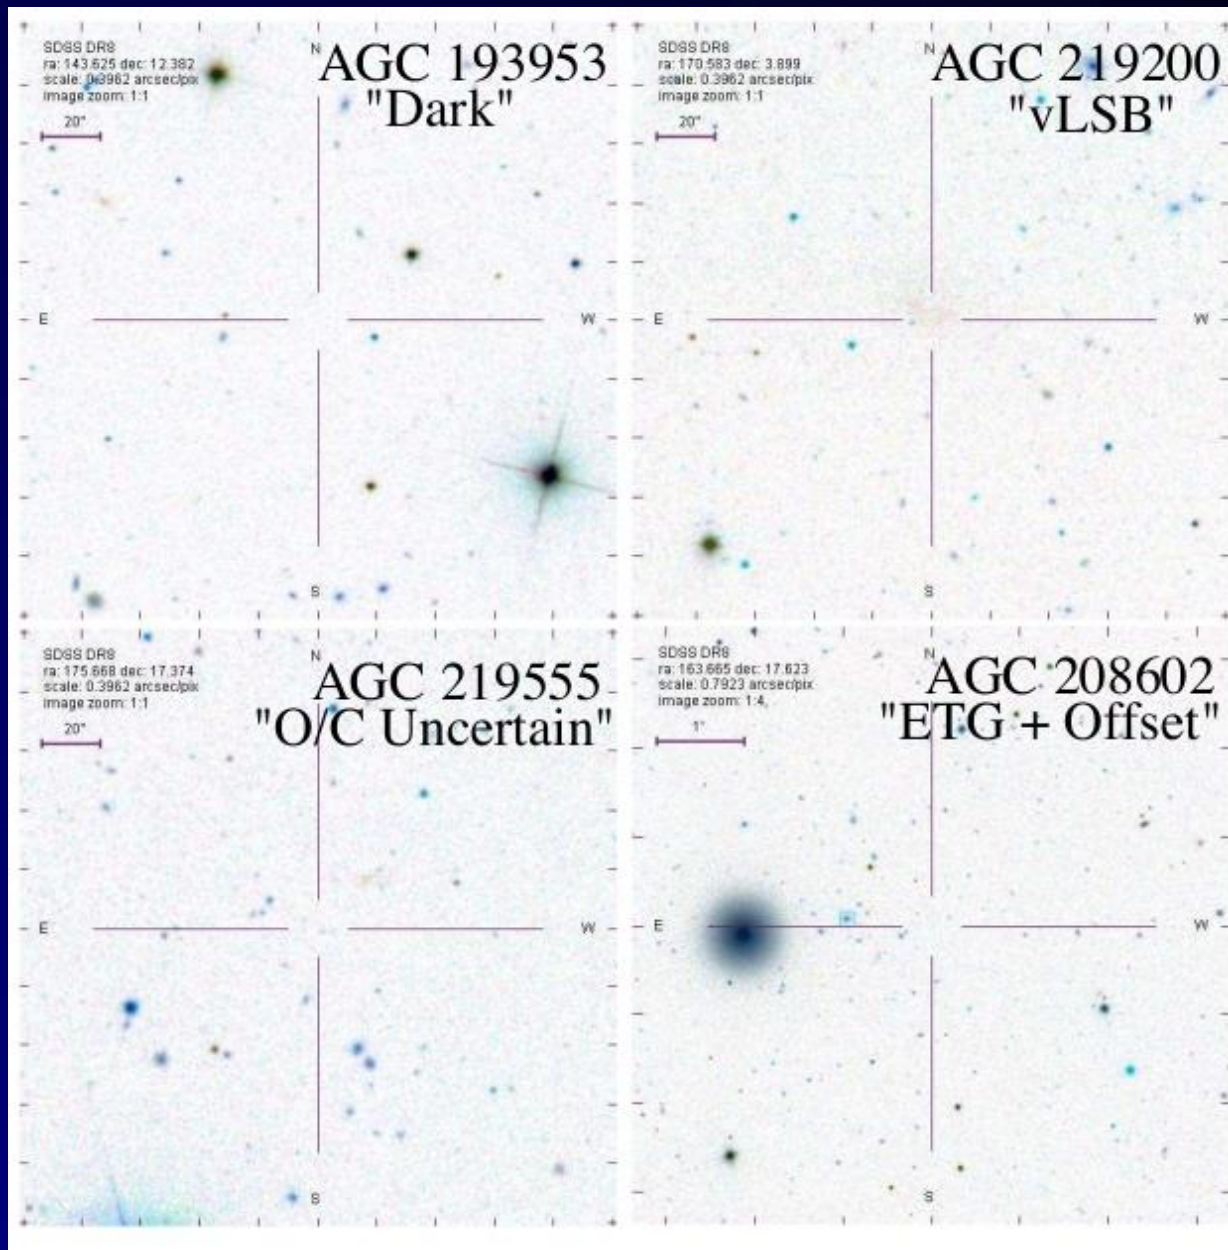 SDSS DR8
ra: 143.625 dec: 12.382
scale: 0.3962 arcsec/pix
image zoom: 1:1
20"
N
AGC 193953
"Dark"
E
W
S
SDSS DR8
ra: 170.583 dec: 3.899
scale: 0.3962 arcsec/pix
image zoom: 1:1
20"
N
AGC 219200
"vLSB"
E
W
S
SDSS DR8
ra: 175.668 dec: 17.374
scale: 0.3962 arcsec/pix
image zoom: 1:1
20"
N
AGC 219555
"O/C Uncertain"
E
W
S
SDSS DR8
ra: 163.665 dec: 17.623
scale: 0.7923 arcsec/pix
image zoom: 1:4,
1'
N
AGC 208602
"ETG + Offset"
E
W
S